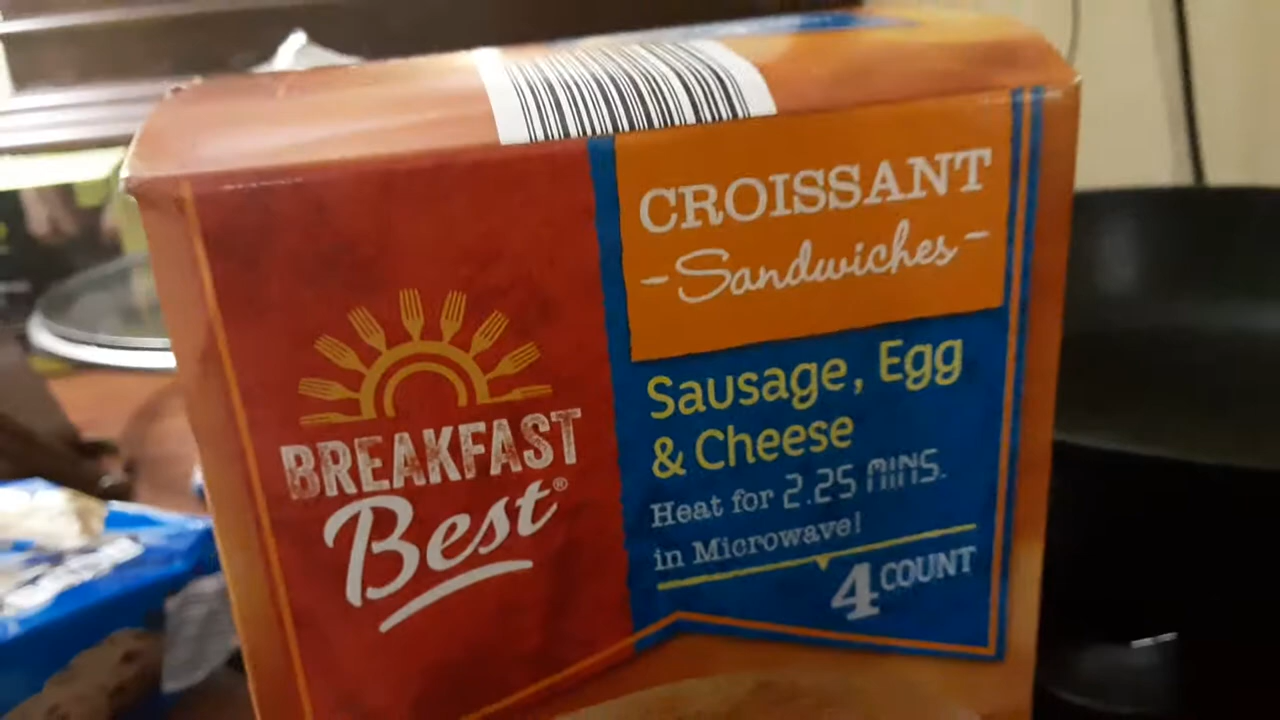 BREAKFAST
Best®
CROISSANT
-Sandwiches-
Sausage, Egg
& Cheese
Heat for 2.25 MINS.
in Microwave!
4 COUNT